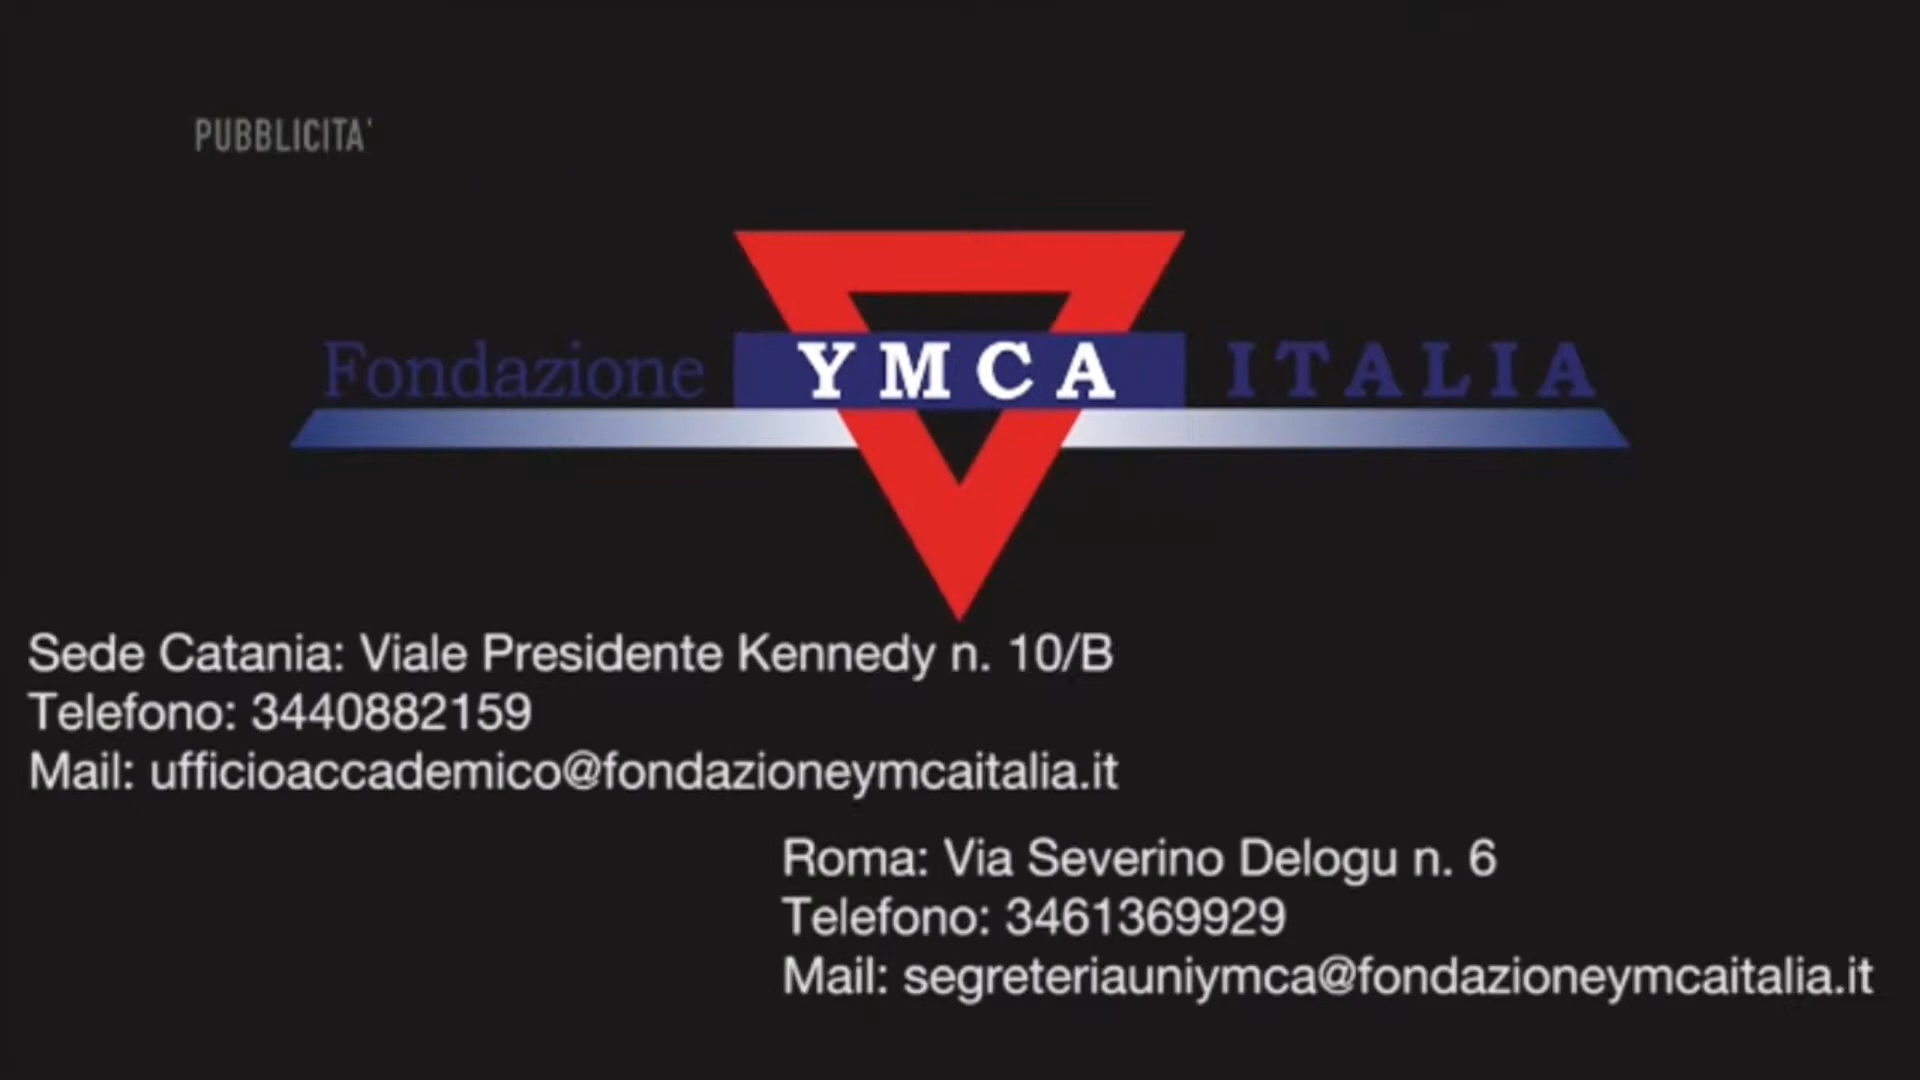 PUBBLICITA'
Fondazione YMCA ITALIA
Sede Catania: Viale Presidente Kennedy n. 10/B
Telefono: 3440882159
Mail: ufficioaccademico@fondazioneymcaitalia.it
Roma: Via Severino Delogu n. 6
Telefono: 3461369929
Mail: segreteriauniymca@fondazioneymcaitalia.it